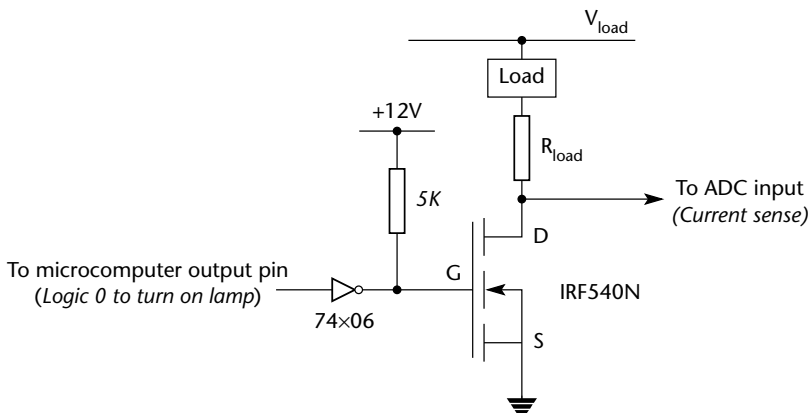 V_load
Load
+12V
R_load
5K
To ADC input
(Current sense)
D
G
To microcomputer output pin
(Logic 0 to turn on lamp)
IRF540N
74×06
S